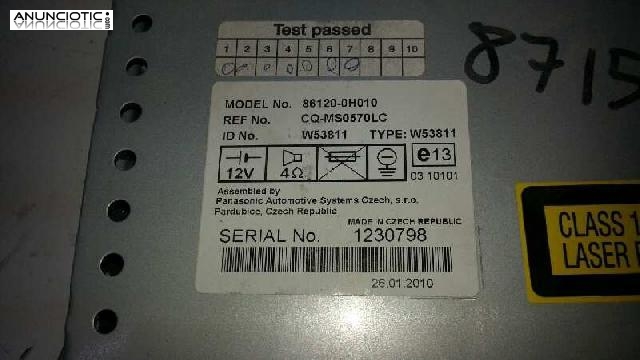 ANUNCIOTIC.es
Test passed
1 2 3 4 5 6 7 8 9 10
8715
MODEL No. 86120-0H010
REF No. CQ-MS0570LC
ID No. W53811 TYPE: W53811
12V 4Ω e13
03 10101
Assembled by
Panasonic Automotive Systems Czech, s.r.o.
Pardubice, Czech Republic
MADE IN CZECH REPUBLIC
SERIAL No. 1230798
26.01.2010
CLASS 1
LASER